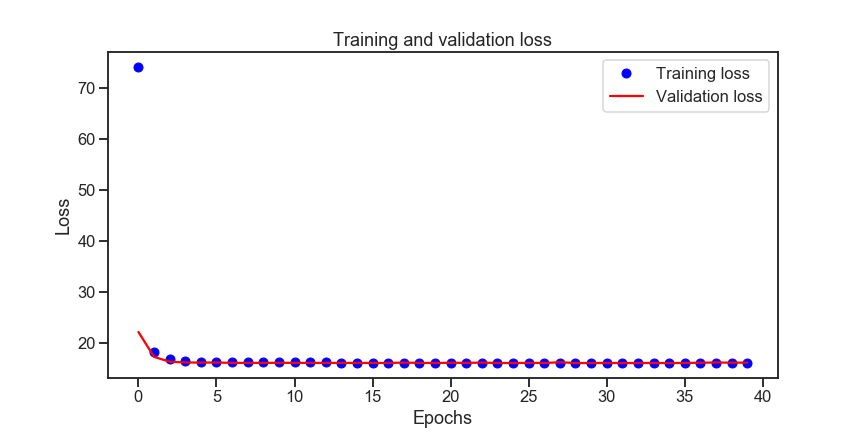 Training and validation loss
Training loss
Validation loss
70
60
50
40
30
20
Loss
0 5 10 15 20 25 30 35 40
Epochs